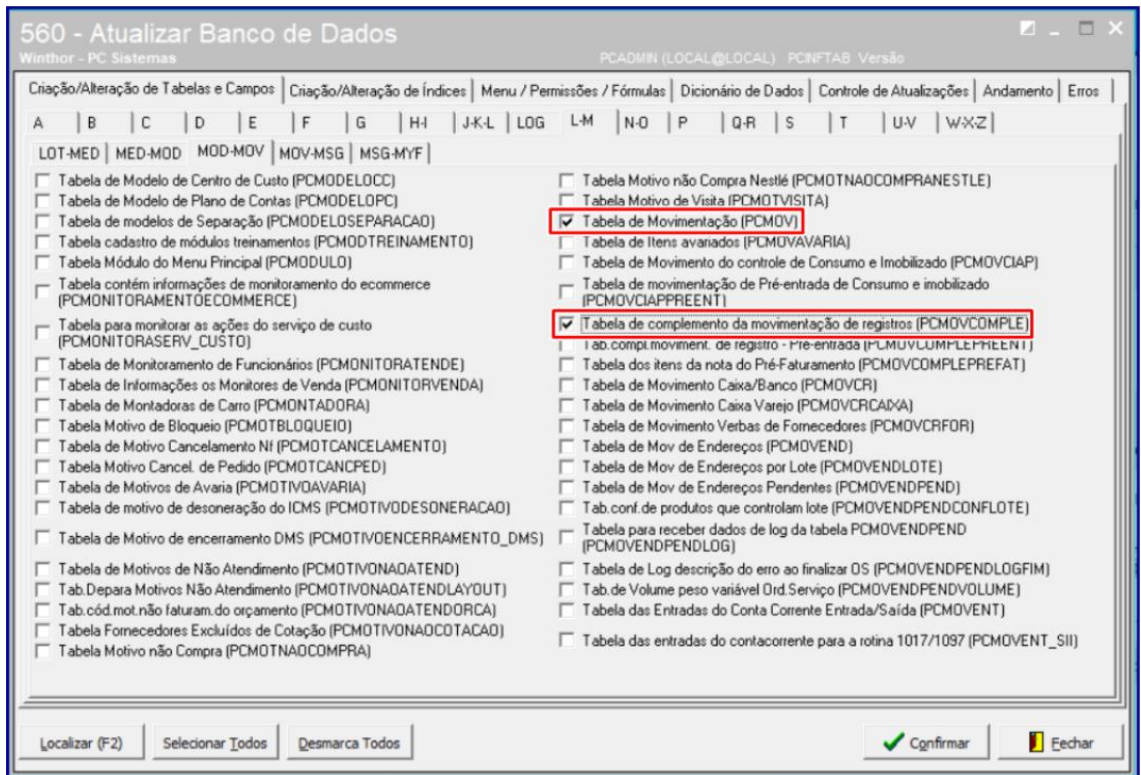 560 - Atualizar Banco de Dados
Winthor - PC Sistemas
PCADMIN (LOCAL@LOCAL) PCINFTAB Versão
Criação/Alteração de Tabelas e Campos
Criação/Alteração de Índices
Menu / Permissões / Fórmulas
Dicionário de Dados
Controle de Atualizações
Andamento
Erros
A
B
C
D
E
F
G
H-I
J-K-L
LOG
L-M
N-O
P
Q-R
S
T
U-V
W-X-Z
LOT-MED
MED-MOD
MOD-MOV
MOV-MSG
MSG-MYF
Tabela de Modelo de Centro de Custo (PCMODELOCC)
Tabela de Modelo de Plano de Contas (PCMODELOPC)
Tabela de modelos de Separação (PCMODELOSEPARACAO)
Tabela cadastro de módulos treinamentos (PCMODTREINAMENTO)
Tabela Módulo do Menu Principal (PCMODULO)
Tabela contém informações de monitoramento do ecommerce
(PCMONITORAMENTOECOMMERCE)
Tabela para monitorar as ações do serviço de custo
(PCMONITORASERV_CUSTO)
Tabela de Monitoramento de Funcionários (PCMONITORATENDE)
Tabela de Informações os Monitores de Venda (PCMONITORVENDA)
Tabela de Montadoras de Carro (PCMONTADORA)
Tabela Motivo de Bloqueio (PCMOTBLOQUEIO)
Tabela de Motivo Cancelamento Nf (PCMOTCANCELAMENTO)
Tabela Motivo Cancel. de Pedido (PCMOTCANCPED)
Tabela de Motivos de Avaria (PCMOTIVOAVARIA)
Tabela de motivo de desoneração do ICMS (PCMOTIVODESONERACAO)
Tabela de Motivo de encerramento DMS (PCMOTIVOENCERRAMENTO_DMS)
Tabela de Motivos de Não Atendimento (PCMOTIVONAOATEND)
Tab.Depara Motivos Não Atendimento (PCMOTIVONAOATENDLAYOUT)
Tab.cód.mot.não faturam.do orçamento (PCMOTIVONAOATENDORCA)
Tabela Fornecedores Excluídos de Cotação (PCMOTIVONAOCOTACAO)
Tabela Motivo não Compra (PCMOTNAOCOMPRA)
Tabela Motivo não Compra Nestlé (PCMOTNAOCOMPRANESTLE)
Tabela Motivo de Visita (PCMOTVISITA)
Tabela de Movimentação (PCMOV)
Tabela de Itens avariados (PCMOVAVARIA)
Tabela de Movimento do controle de Consumo e Imobilizado (PCMOVCIAP)
Tabela de movimentação de Pré-entrada de Consumo e imobilizado
(PCMOVCIAPPREENT)
Tabela de complemento da movimentação de registros (PCMOVCOMPLE)
Tab.compl.moviment. de registro - Pré-entrada (PCMOVCOMPLEPREENT)
Tabela dos itens da nota do Pré-Faturamento (PCMOVCOMPLEPREFAT)
Tabela de Movimento Caixa/Banco (PCMOVCR)
Tabela de Movimento Caixa Varejo (PCMOVCRCAIXA)
Tabela de Movimento Verbas de Fornecedores (PCMOVCRFOR)
Tabela de Mov de Endereços (PCMOVEND)
Tabela de Mov de Endereços por Lote (PCMOVENDLOTE)
Tabela de Mov de Endereços Pendentes (PCMOVENDPEND)
Tab.conf.de produtos que controlam lote (PCMOVENDPENDCONFLOTE)
Tabela para receber dados de log da tabela PCMOVENDPEND
(PCMOVENDPENDLOG)
Tabela de Log descrição do erro ao finalizar OS (PCMOVENDPENDLOGFIM)
Tab.de Volume peso variável Ord.Serviço (PCMOVENDPENDVOLUME)
Tabela das Entradas do Conta Corrente Entrada/Saída (PCMOVENT)
Tabela das entradas do contacorrente para a rotina 1017/1097 (PCMOVENT_SII)
Localizar (F2)
Selecionar Todos
Desmarca Todos
Confirmar
Fechar